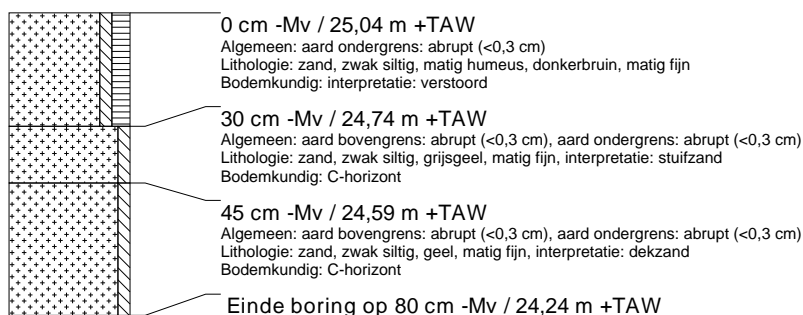 0 cm -Mv / 25,04 m +TAW
Algemeen: aard ondergrens: abrupt (<0,3 cm)
Lithologie: zand, zwak siltig, matig humeus, donkerbruin, matig fijn
Bodemkundig: interpretatie: verstoord
30 cm -Mv / 24,74 m +TAW
Algemeen: aard bovengrens: abrupt (<0,3 cm), aard ondergrens: abrupt (<0,3 cm)
Lithologie: zand, zwak siltig, grijsgeel, matig fijn, interpretatie: stuifzand
Bodemkundig: C-horizont
45 cm -Mv / 24,59 m +TAW
Algemeen: aard bovengrens: abrupt (<0,3 cm), aard ondergrens: abrupt (<0,3 cm)
Lithologie: zand, zwak siltig, geel, matig fijn, interpretatie: dekzand
Bodemkundig: C-horizont
Einde boring op 80 cm -Mv / 24,24 m +TAW